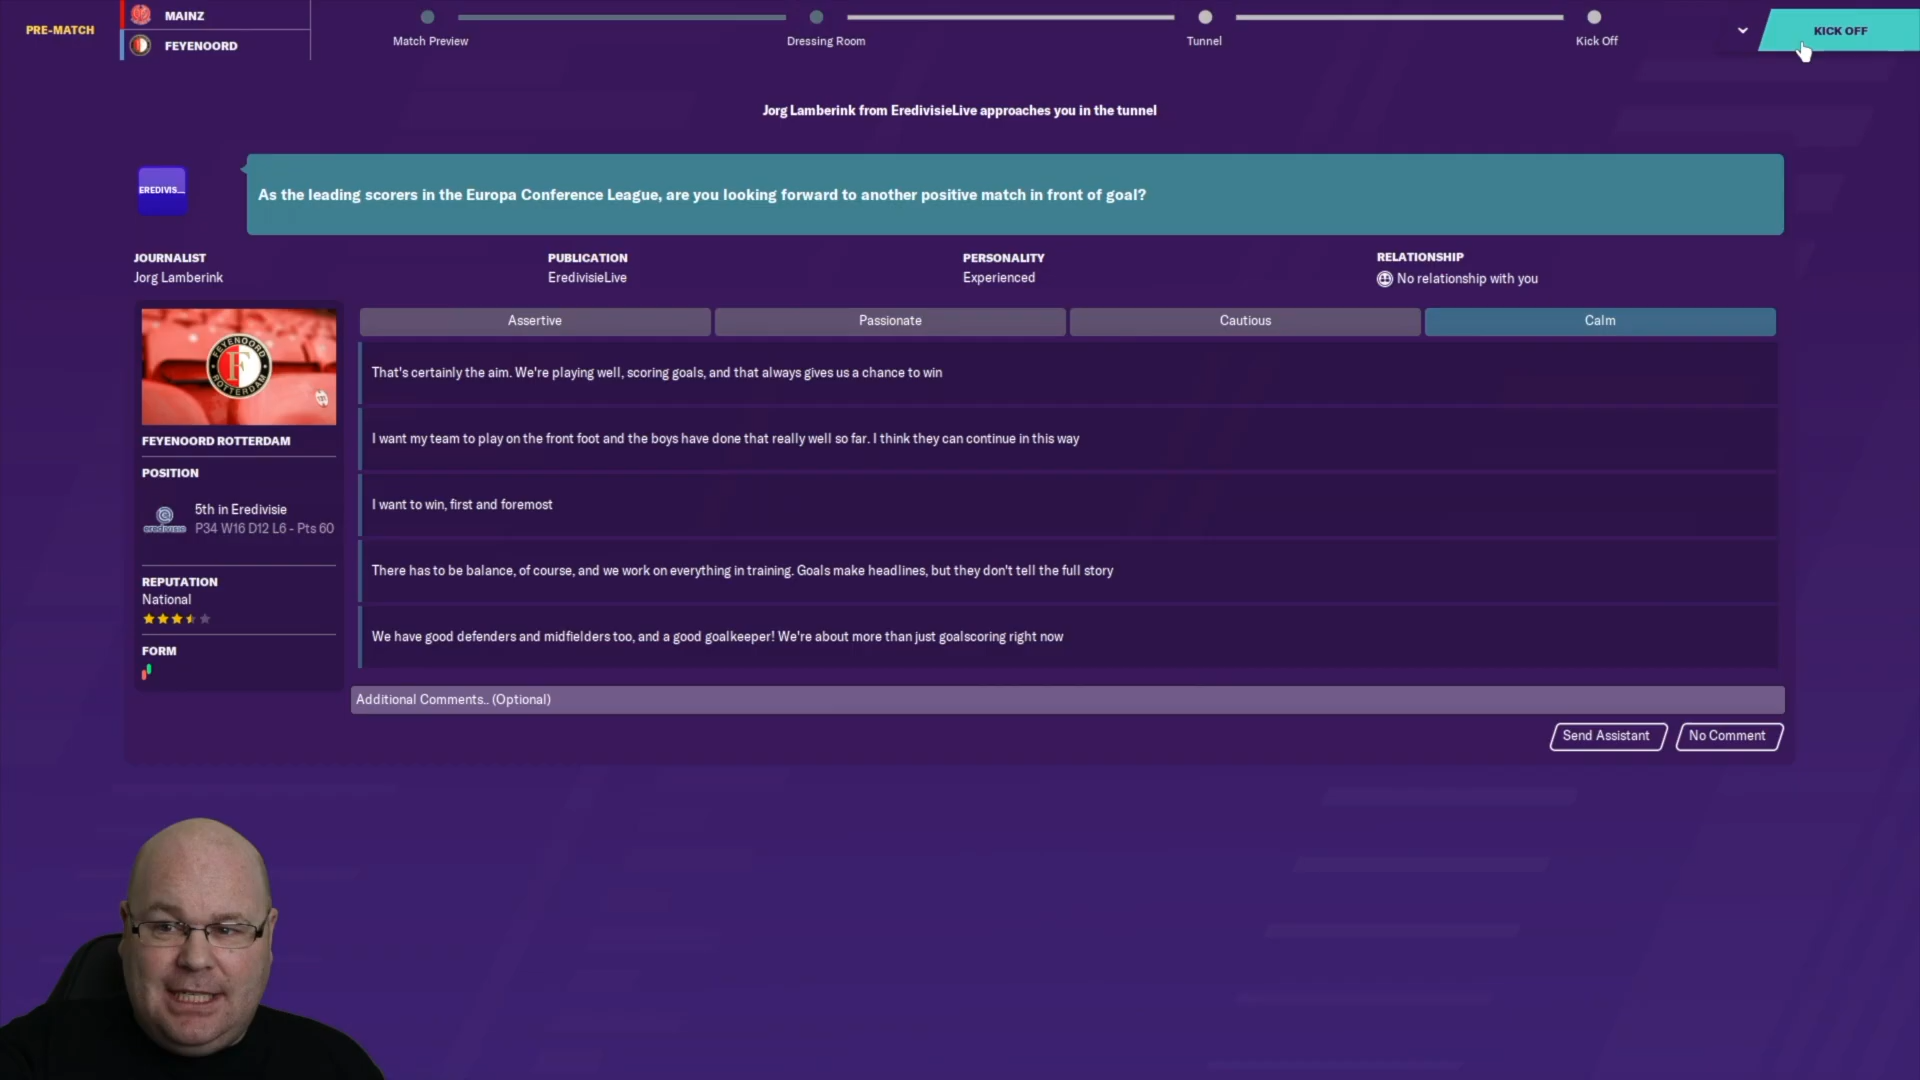 PRE-MATCH
MAINZ
FEYENOORD
Match Preview
Dressing Room
Tunnel
Kick Off
KICK OFF
Jorg Lamberink from EredivisieLive approaches you in the tunnel
EREDIVIS...
As the leading scorers in the Europa Conference League, are you looking forward to another positive match in front of goal?
JOURNALIST
Jorg Lamberink
PUBLICATION
EredivisieLive
PERSONALITY
Experienced
RELATIONSHIP
No relationship with you
FEYENOORD
F
ROTTERDAM
FEYENOORD ROTTERDAM
POSITION
eredivisie
5th in Eredivisie
P34 W16 D12 L6 - Pts 60
REPUTATION
National
FORM
Assertive
Passionate
Cautious
Calm
That's certainly the aim. We're playing well, scoring goals, and that always gives us a chance to win
I want my team to play on the front foot and the boys have done that really well so far. I think they can continue in this way
I want to win, first and foremost
There has to be balance, of course, and we work on everything in training. Goals make headlines, but they don't tell the full story
We have good defenders and midfielders too, and a good goalkeeper! We're about more than just goalscoring right now
Additional Comments.. (Optional)
Send Assistant
No Comment